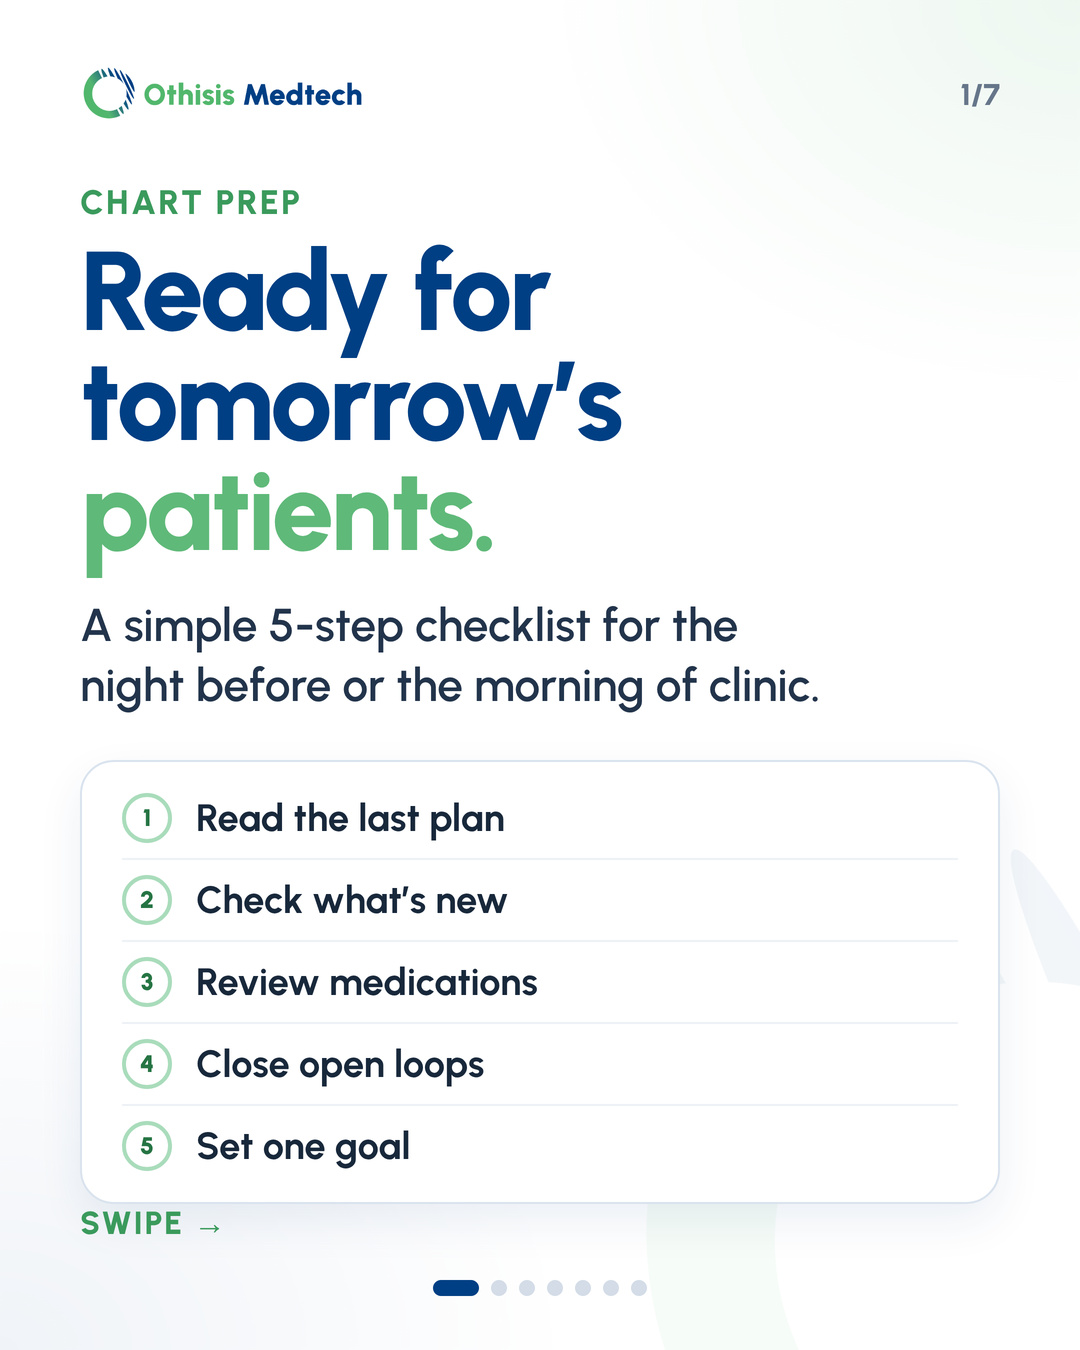 Othisis Medtech
1/7
CHART PREP
Ready for
tomorrow’s
patients.
A simple 5-step checklist for the
night before or the morning of clinic.
1 Read the last plan
2 Check what’s new
3 Review medications
4 Close open loops
5 Set one goal
SWIPE →